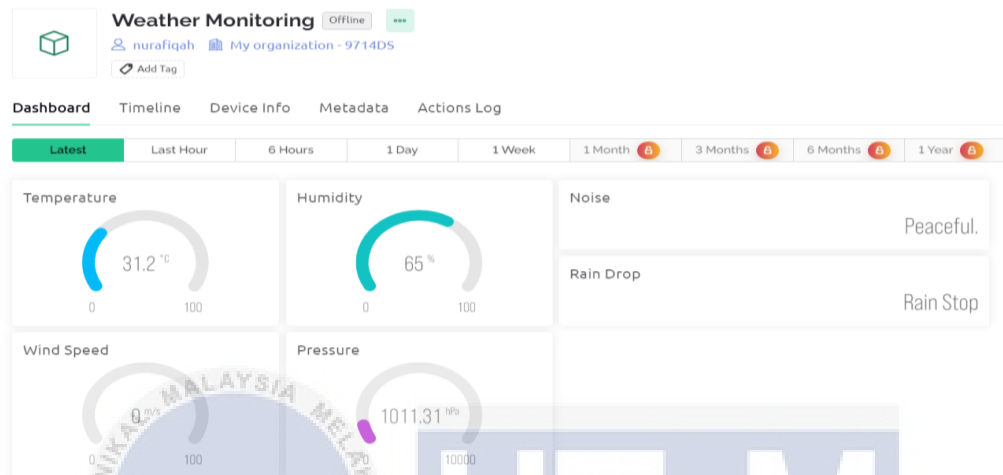 Weather Monitoring Offline
nurafiqah My organization - 9714DS
Add Tag
Dashboard Timeline Device Info Metadata Actions Log
Latest Last Hour 6 Hours 1 Day 1 Week 1 Month 3 Months 6 Months 1 Year
Temperature
31.2 °C
0 100
Humidity
65 %
0 100
Noise
Peaceful.
Rain Drop
Rain Stop
Wind Speed
0 m/s
0 100
Pressure
1011.31 hPa
0 10000
MALAYSIA